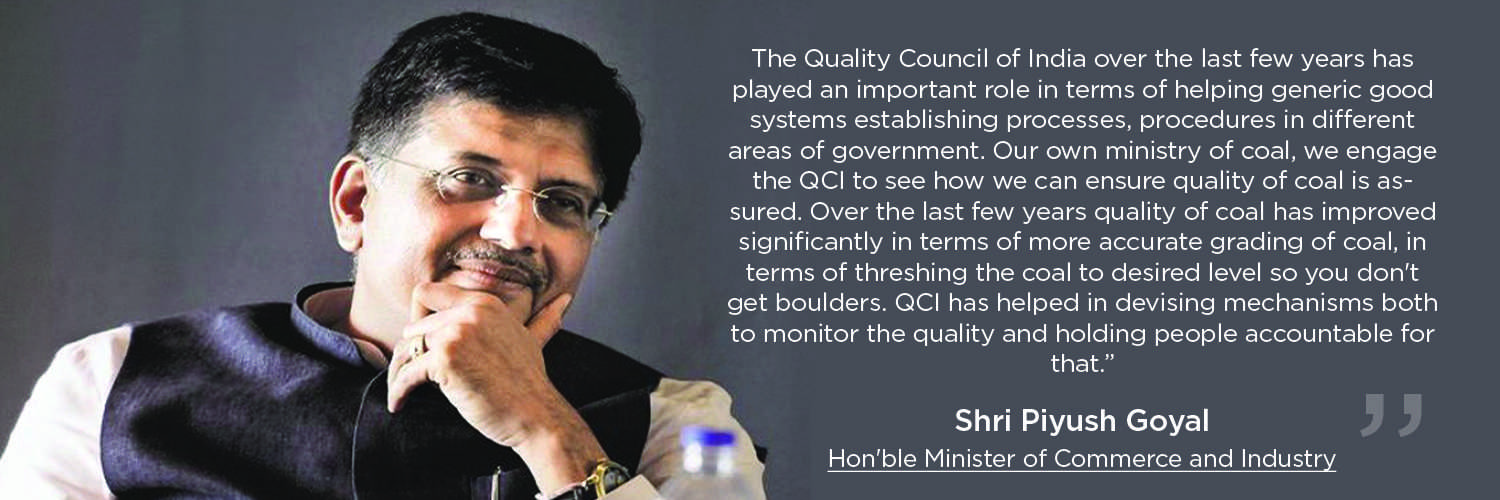 The Quality Council of India over the last few years has
played an important role in terms of helping generic good
systems establishing processes, procedures in different
areas of government. Our own ministry of coal, we engage
the QCI to see how we can ensure quality of coal is as-
sured. Over the last few years quality of coal has improved
significantly in terms of more accurate grading of coal, in
terms of threshing the coal to desired level so you don't
get boulders. QCI has helped in devising mechanisms both
to monitor the quality and holding people accountable for
that.”
Shri Piyush Goyal
Hon'ble Minister of Commerce and Industry